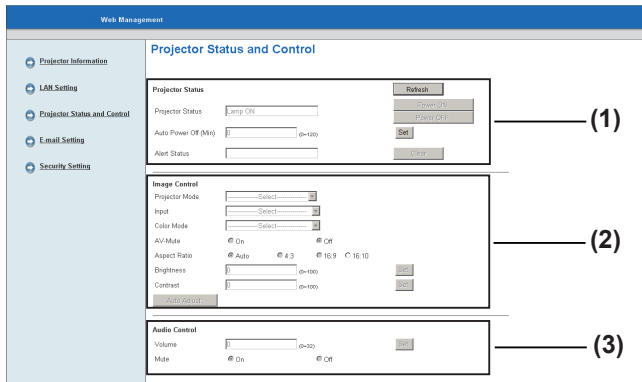 Web Management
Projector Status and Control
Projector Information
LAN Setting
Projector Status and Control
E-mail Setting
Security Setting
Projector Status
Refresh
Projector Status
Lamp ON
Power ON
Power OFF
Auto Power Off (Min)
0
(0~120)
Set
Alert Status
Clear
(1)
Image Control
Projector Mode
-------------Select-------------
Input
-------------Select-------------
Color Mode
-------------Select-------------
AV-Mute
On
Off
Aspect Ratio
Auto
4:3
16:9
16:10
Brightness
0
(0~100)
Set
Contrast
0
(0~100)
Set
Auto Adjust
(2)
Audio Control
Volume
0
(0~32)
Set
Mute
On
Off
(3)